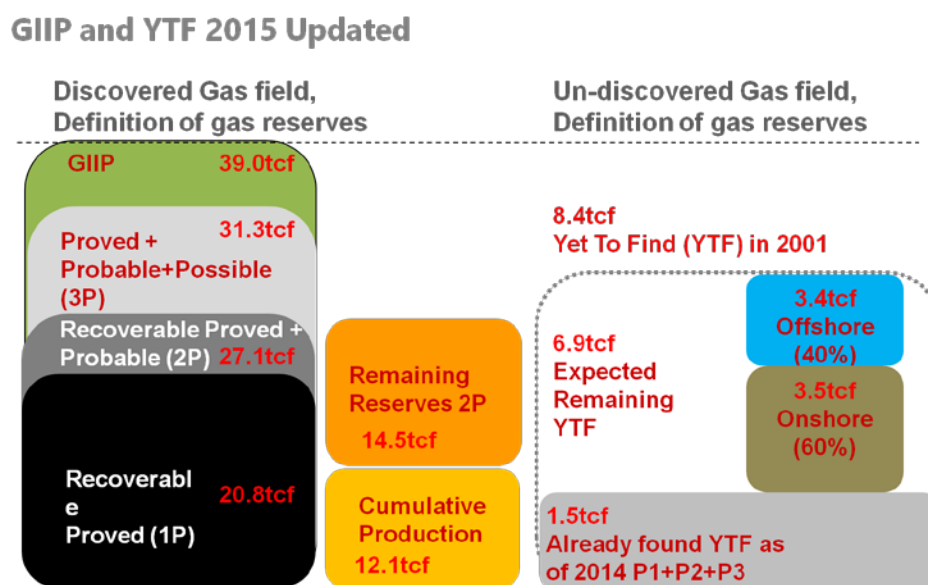 GIIP and YTF 2015 Updated
Discovered Gas field,
Definition of gas reserves
Un-discovered Gas field,
Definition of gas reserves
GIIP 39.0tcf
31.3tcf
Proved +
Probable+Possible
(3P)
Recoverable Proved +
Probable (2P) 27.1tcf
Recoverabl
e
Proved (1P)
20.8tcf
Remaining
Reserves 2P
14.5tcf
Cumulative
Production
12.1tcf
8.4tcf
Yet To Find (YTF) in 2001
6.9tcf
Expected
Remaining
YTF
3.4tcf
Offshore
(40%)
3.5tcf
Onshore
(60%)
1.5tcf
Already found YTF as
of 2014 P1+P2+P3